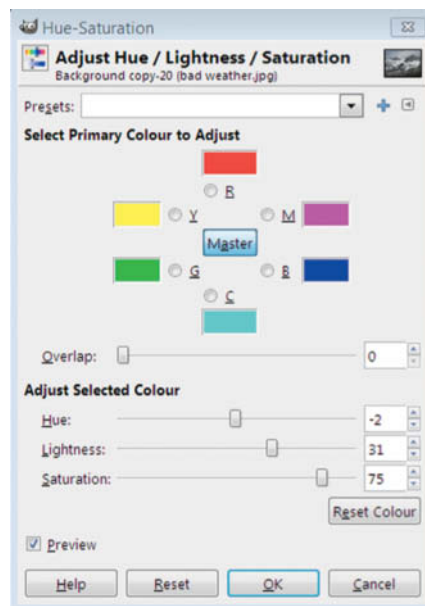 Hue-Saturation
Adjust Hue / Lightness / Saturation
Background copy-20 (bad weather.jpg)
Presets:
Select Primary Colour to Adjust
R
Y M
Master
G B
C
Overlap: 0
Adjust Selected Colour
Hue: -2
Lightness: 31
Saturation: 75
Reset Colour
Preview
Help Reset OK Cancel